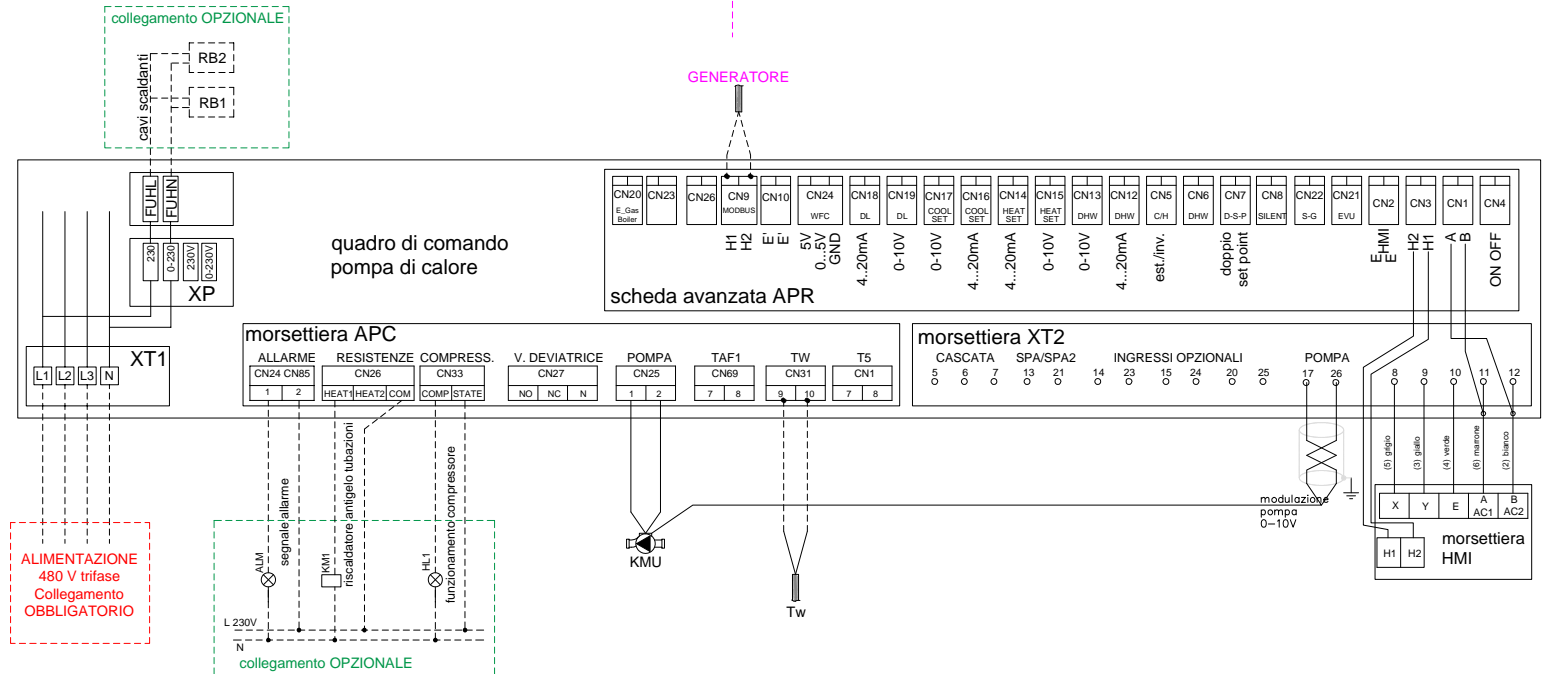 collegamento OPZIONALE
cavi scaldanti
RB2
RB1
GENERATORE
FUHL
FUHN
230
0-230
230V
0-230V
XP
quadro di comando
pompa di calore
CN20
E_Gas
Boiler
CN23
CN26
CN9
MODBUS
CN10
CN24
WFC
CN18
DL
CN19
DL
CN17
COOL
SET
CN16
COOL
SET
CN14
HEAT
SET
CN15
HEAT
SET
CN13
DHW
CN12
DHW
CN5
C/H
CN6
DHW
CN7
D-S-P
CN8
SILENT
CN22
S-G
CN21
EVU
CN2
CN3
CN1
CN4
H1
H2
E'
E'
5V
0...5V
GND
4...20mA
0-10V
0-10V
4...20mA
4...20mA
0-10V
0-10V
4...20mA
est./inv.
doppio
set point
E
HMI
E
H2
H1
A
B
ON OFF
scheda avanzata APR
XT1
L1
L2
L3
N
morsettiera APC
ALLARME
RESISTENZE
COMPRESS.
V. DEVIATRICE
POMPA
TAF1
TW
T5
CN24 CN85
CN26
CN33
CN27
CN25
CN69
CN31
CN1
1
2
HEAT1
HEAT2
COM
COMP
STATE
NO
NC
N
1
2
7
8
9
10
7
8
morsettiera XT2
CASCATA
SPA/SPA2
INGRESSI OPZIONALI
POMPA
5
6
7
13
21
14
23
15
24
20
25
17
26
8
9
10
11
12
(5) grigio
(3) giallo
(4) verde
(6) marrone
(2) bianco
X
Y
E
A
AC1
B
AC2
H1
H2
morsettiera
HMI
modulazione
pompa
0-10V
KMU
Tw
ALIMENTAZIONE
480 V trifase
Collegamento
OBBLIGATORIO
ALM
segnale allarme
KM1
riscaldatore antigelo tubazioni
HL1
funzionamento compressore
L 230V
N
collegamento OPZIONALE